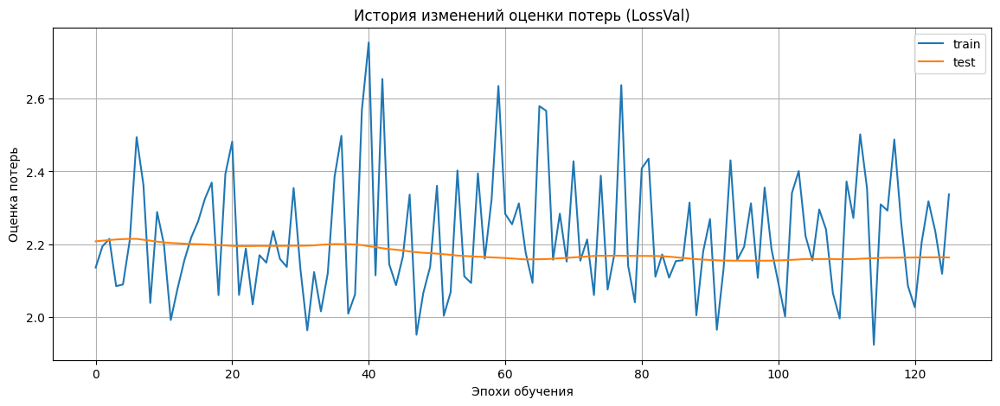 История изменений оценки потерь (LossVal)
train
test
Оценка потерь
2.6
2.4
2.2
2.0
0 20 40 60 80 100 120
Эпохи обучения